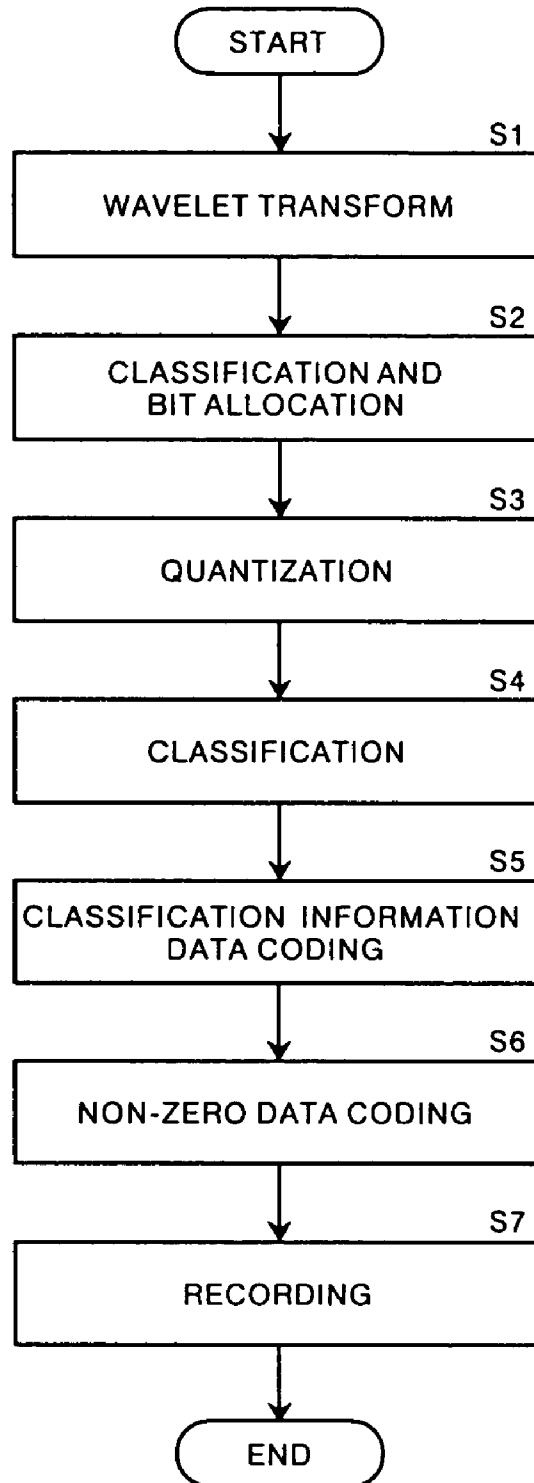 START
S1
WAVELET TRANSFORM
S2
CLASSIFICATION AND
BIT ALLOCATION
S3
QUANTIZATION
S4
CLASSIFICATION
S5
CLASSIFICATION INFORMATION
DATA CODING
S6
NON-ZERO DATA CODING
S7
RECORDING
END